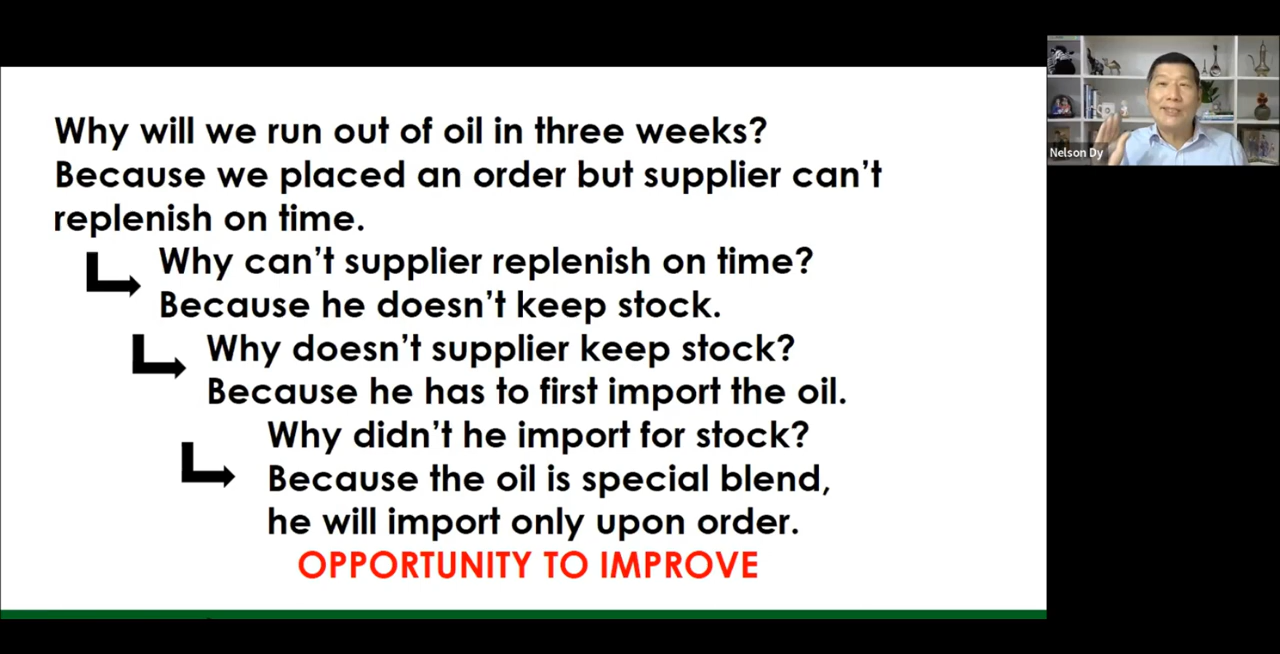 Why will we run out of oil in three weeks?
Because we placed an order but supplier can't
replenish on time.
Why can't supplier replenish on time?
Because he doesn't keep stock.
Why doesn't supplier keep stock?
Because he has to first import the oil.
Why didn't he import for stock?
Because the oil is special blend,
he will import only upon order.
OPPORTUNITY TO IMPROVE
Nelson Dy